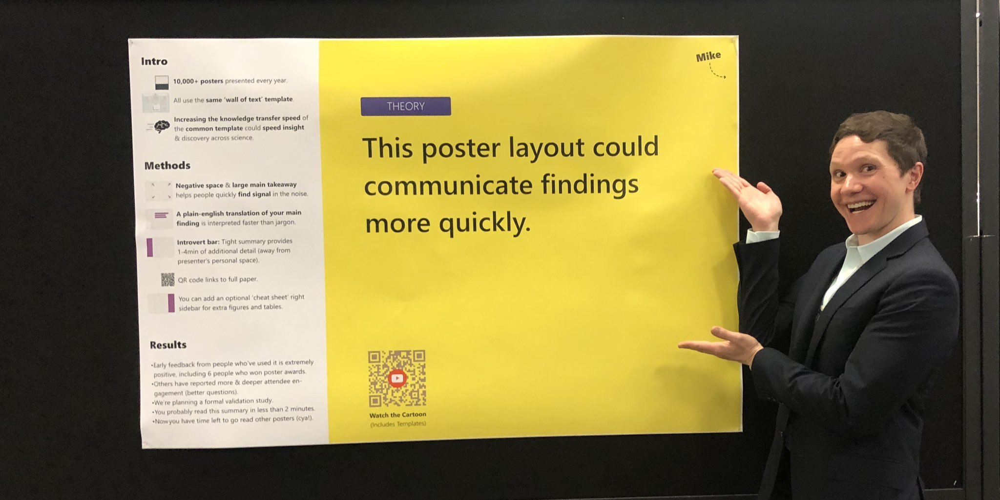 Intro
10,000+ posters presented every year.
All use the same 'wall of text' template.
Increasing the knowledge transfer speed of
the common template could speed insight
& discovery across science.
Methods
Negative space & large main takeaway
helps people quickly find signal in the noise.
A plain-english translation of your main
finding is interpreted faster than jargon.
Introvert bar: Tight summary provides
1-4min of additional detail (away from
presenter's personal space).
QR code links to full paper.
You can add an optional 'cheat sheet' right
sidebar for extra figures and tables.
Results
•Early feedback from people who've used it is extremely
positive, including 6 people who won poster awards.
•Others have reported more & deeper attendee en-
gagement (better questions).
•We're planning a formal validation study.
•You probably read this summary in less than 2 minutes.
•Now you have time left to go read other posters (cya!).
Mike
THEORY
This poster layout could
communicate findings
more quickly.
Watch the Cartoon
(Includes Templates)